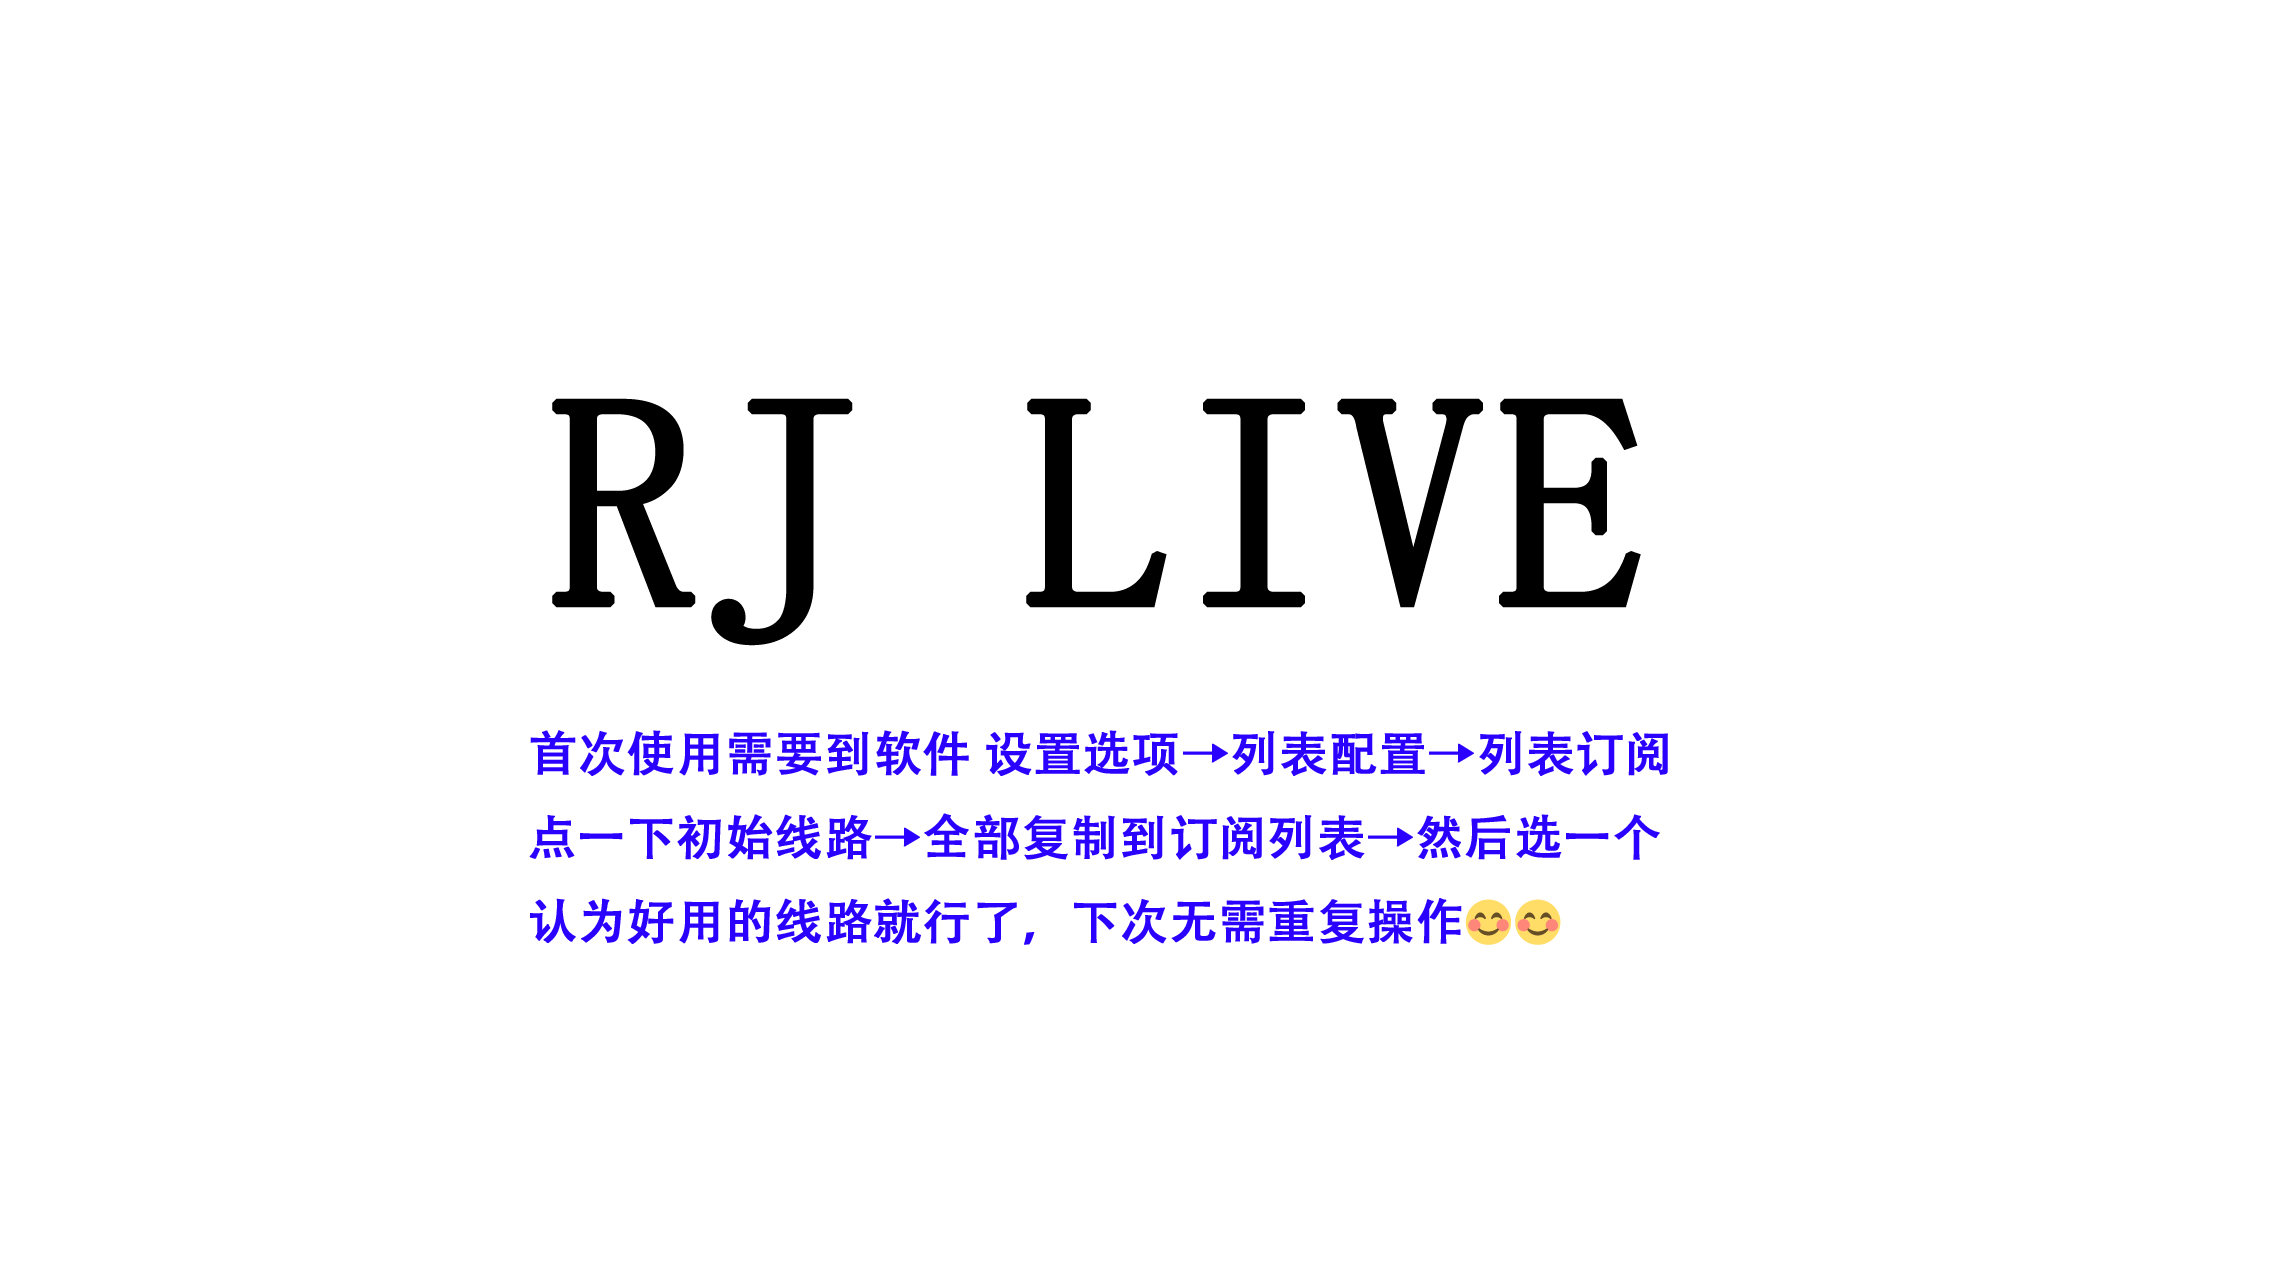 RJ LIVE
首次使用需要到软件 设置选项→列表配置→列表订阅
点一下初始线路→全部复制到订阅列表→然后选一个
认为好用的线路就行了，下次无需重复操作😊😊